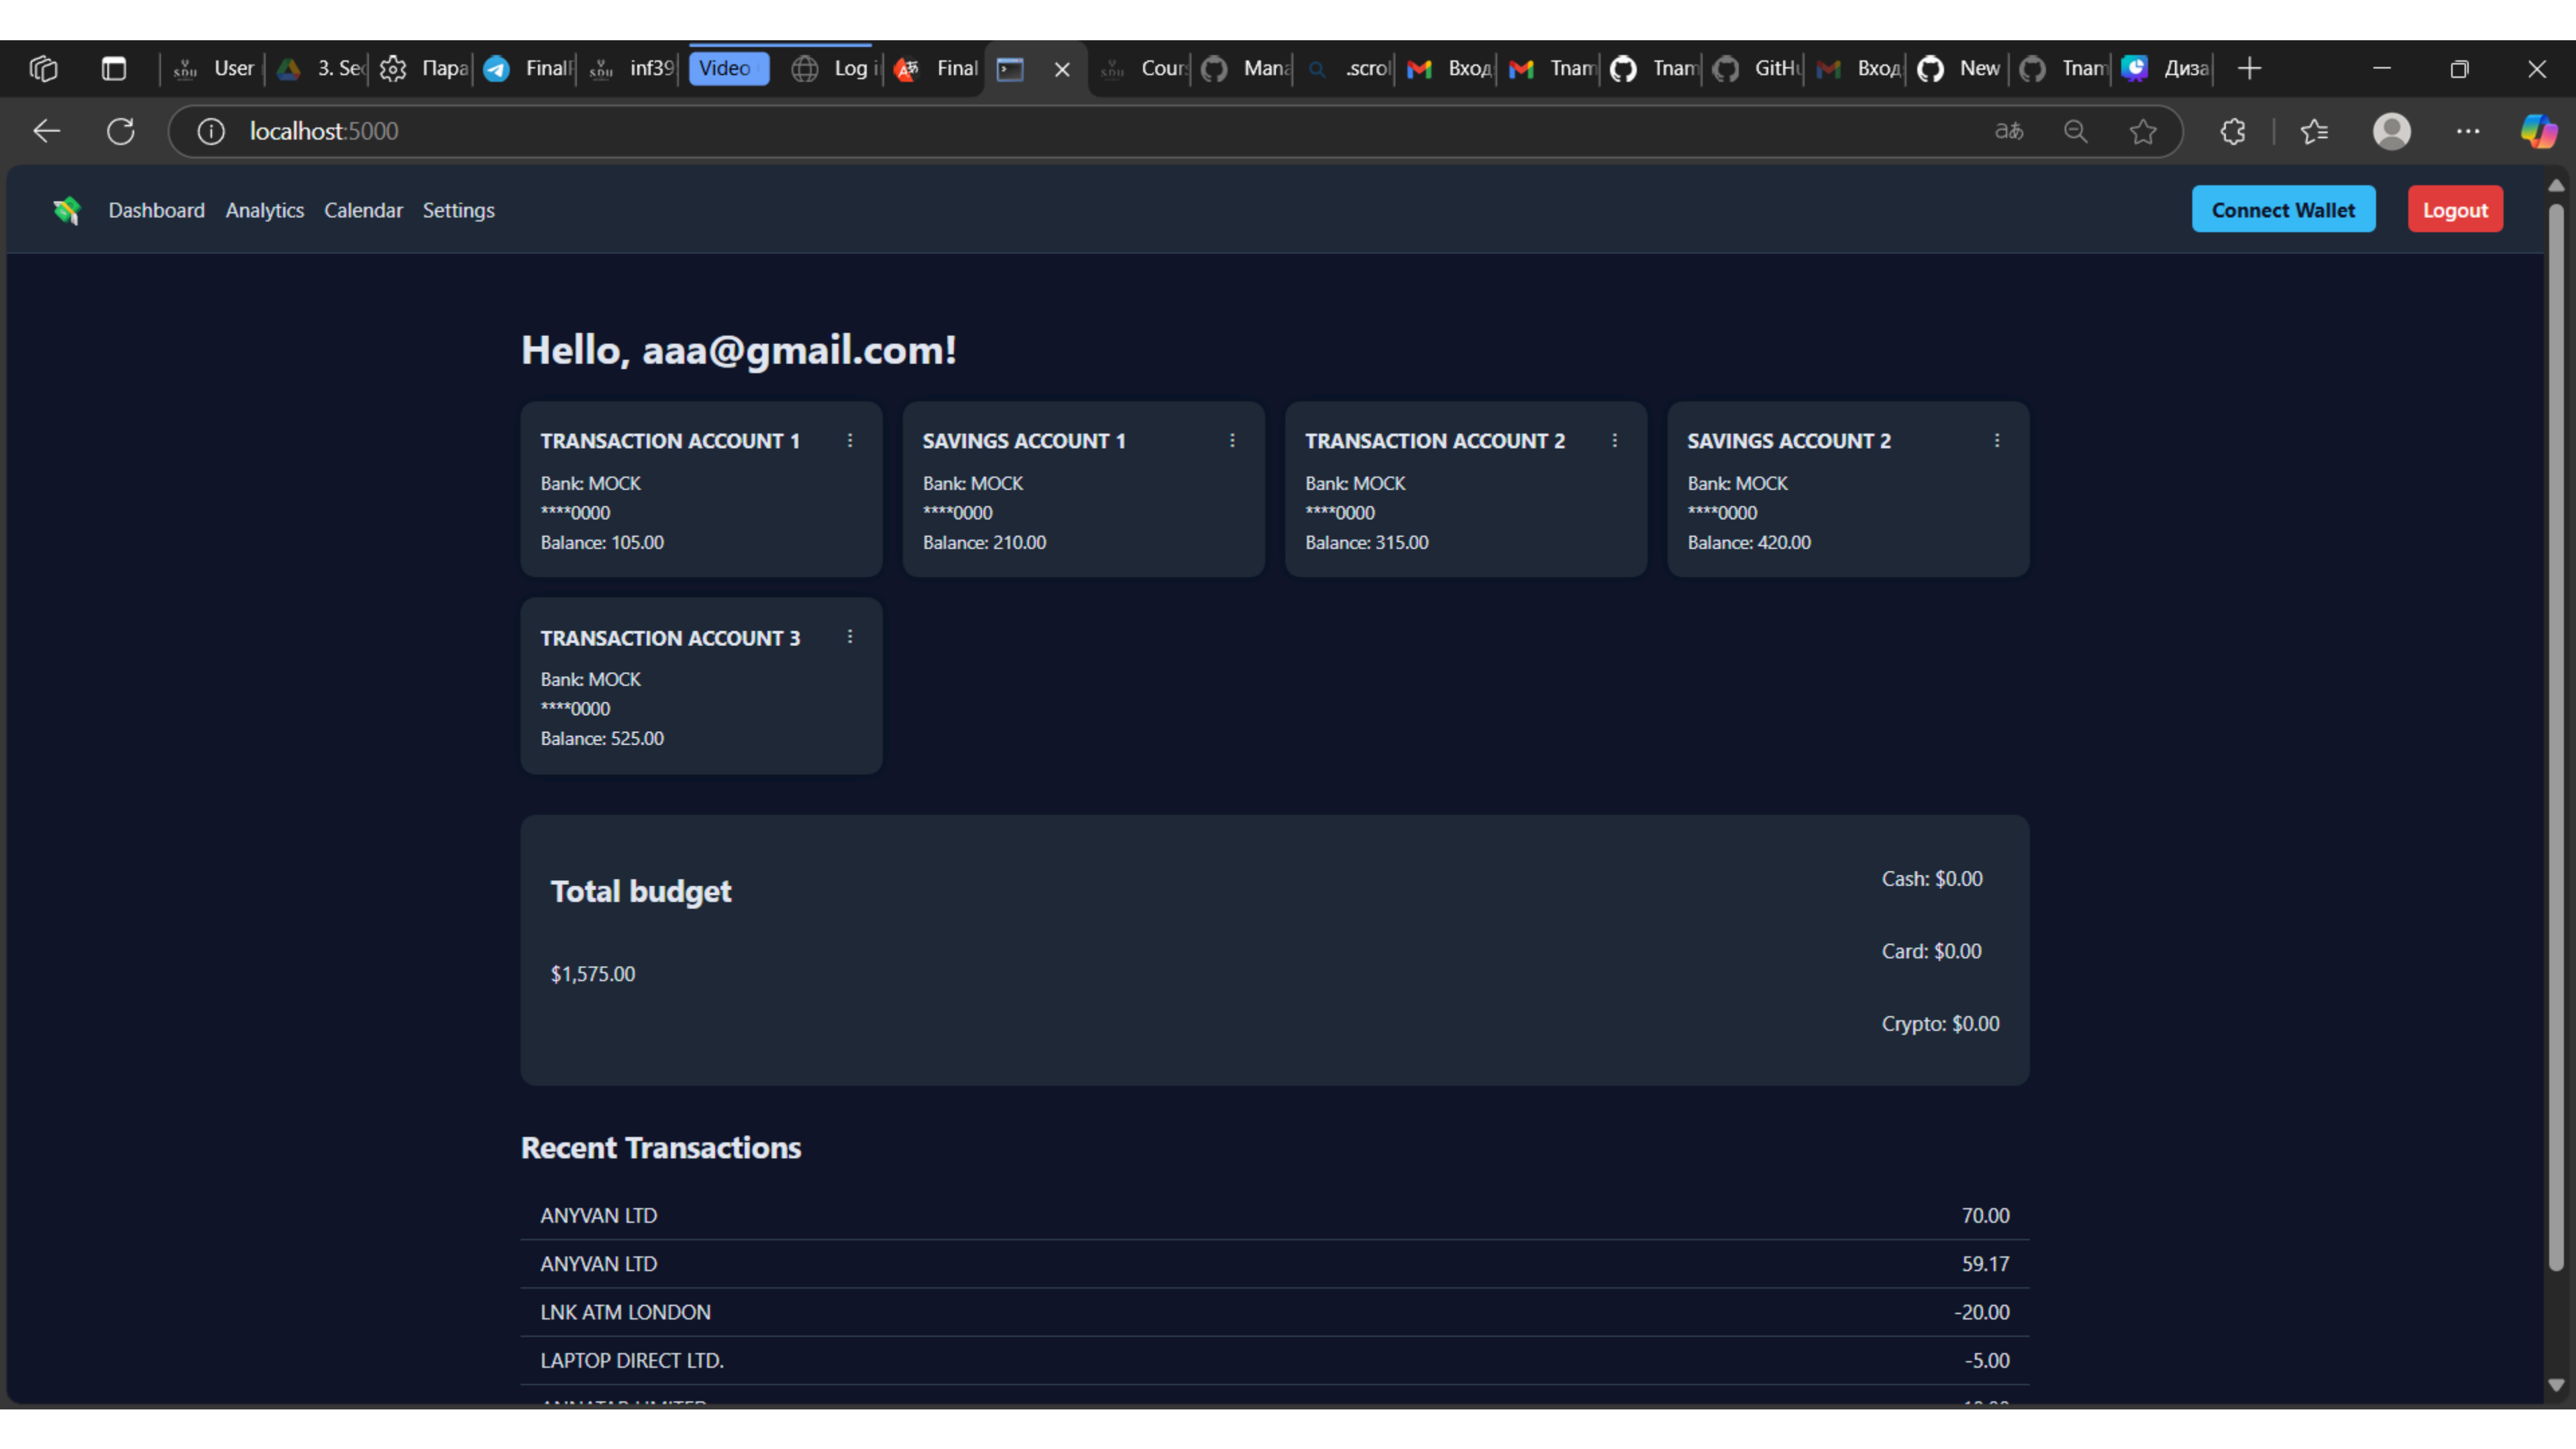 User
3. Sec
Пара
Final
inf39
Video
Log i
Final
Cour
Mana
.scrol
Вход
Tnam
Tnam
GitHu
Вход
New
Tnam
Диза
localhost:5000
Dashboard Analytics Calendar Settings
Connect Wallet
Logout
Hello, aaa@gmail.com!
TRANSACTION ACCOUNT 1
Bank: MOCK
****0000
Balance: 105.00
SAVINGS ACCOUNT 1
Bank: MOCK
****0000
Balance: 210.00
TRANSACTION ACCOUNT 2
Bank: MOCK
****0000
Balance: 315.00
SAVINGS ACCOUNT 2
Bank: MOCK
****0000
Balance: 420.00
TRANSACTION ACCOUNT 3
Bank: MOCK
****0000
Balance: 525.00
Total budget
$1,575.00
Cash: $0.00
Card: $0.00
Crypto: $0.00
Recent Transactions
ANYVAN LTD 70.00
ANYVAN LTD 59.17
LNK ATM LONDON -20.00
LAPTOP DIRECT LTD. -5.00